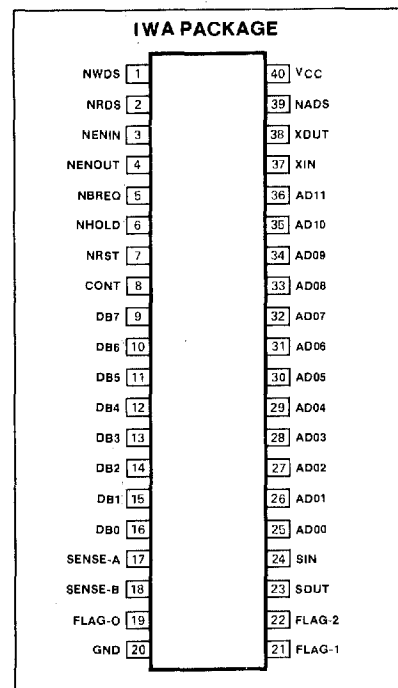 IWA PACKAGE
NWDS 1 40 VCC
NRDS 2 39 NADS
NENIN 3 38 XOUT
NENOUT 4 37 XIN
NBREQ 5 36 AD11
NHOLD 6 35 AD10
NRST 7 34 AD09
CONT 8 33 AD08
DB7 9 32 AD07
DB6 10 31 AD06
DB5 11 30 AD05
DB4 12 29 AD04
DB3 13 28 AD03
DB2 14 27 AD02
DB1 15 26 AD01
DB0 16 25 AD00
SENSE-A 17 24 SIN
SENSE-B 18 23 SOUT
FLAG-O 19 22 FLAG-2
GND 20 21 FLAG-1